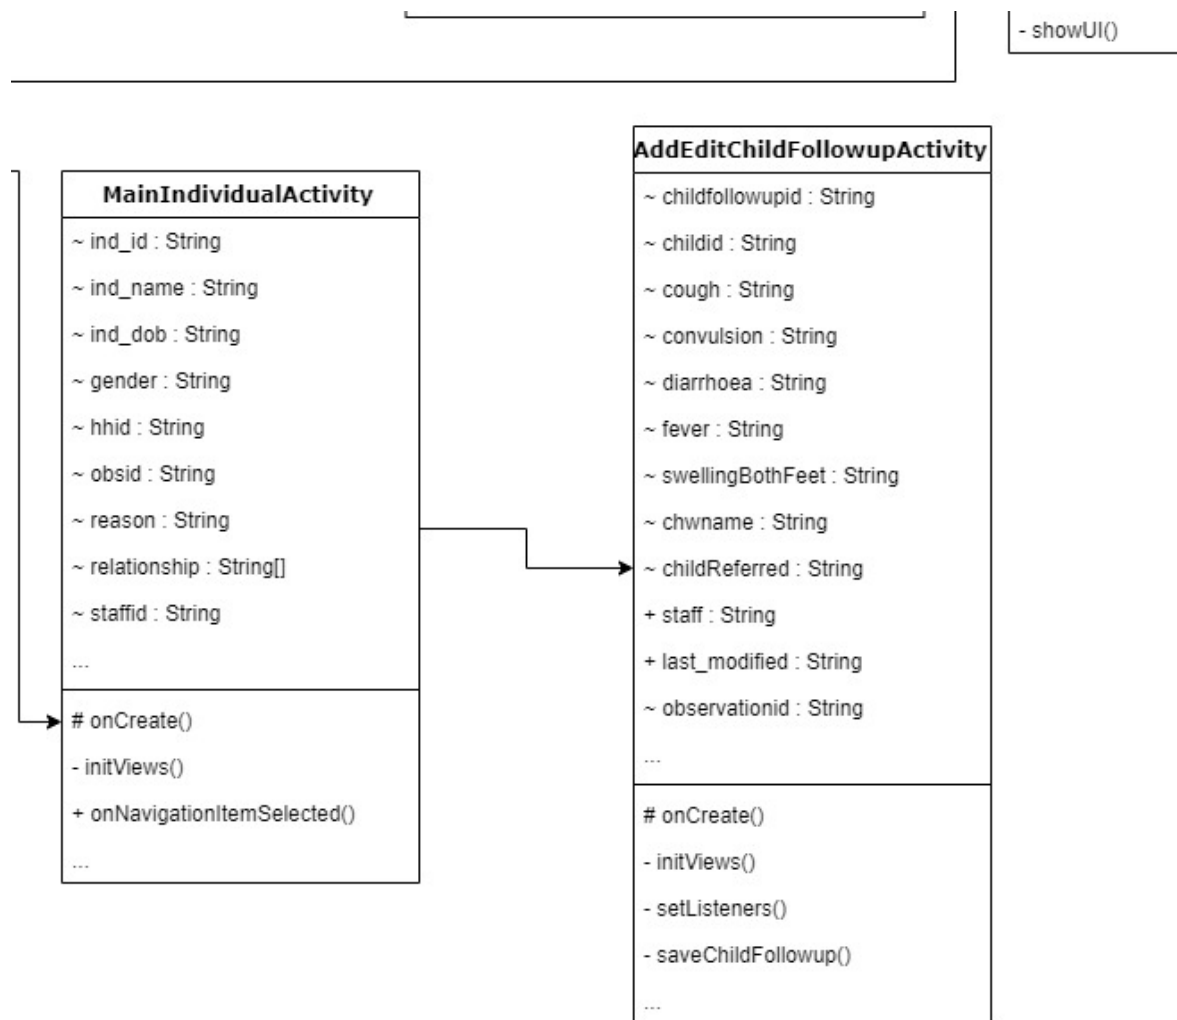 - showUI()
MainIndividualActivity
~ ind_id : String
~ ind_name : String
~ ind_dob : String
~ gender : String
~ hhid : String
~ obsid : String
~ reason : String
~ relationship : String[]
~ staffid : String
...
# onCreate()
- initViews()
+ onNavigationItemSelected()
...
AddEditChildFollowupActivity
~ childfollowupid : String
~ childid : String
~ cough : String
~ convulsion : String
~ diarrhoea : String
~ fever : String
~ swellingBothFeet : String
~ chwname : String
~ childReferred : String
+ staff : String
+ last_modified : String
~ observationid : String
...
# onCreate()
- initViews()
- setListeners()
- saveChildFollowup()
...